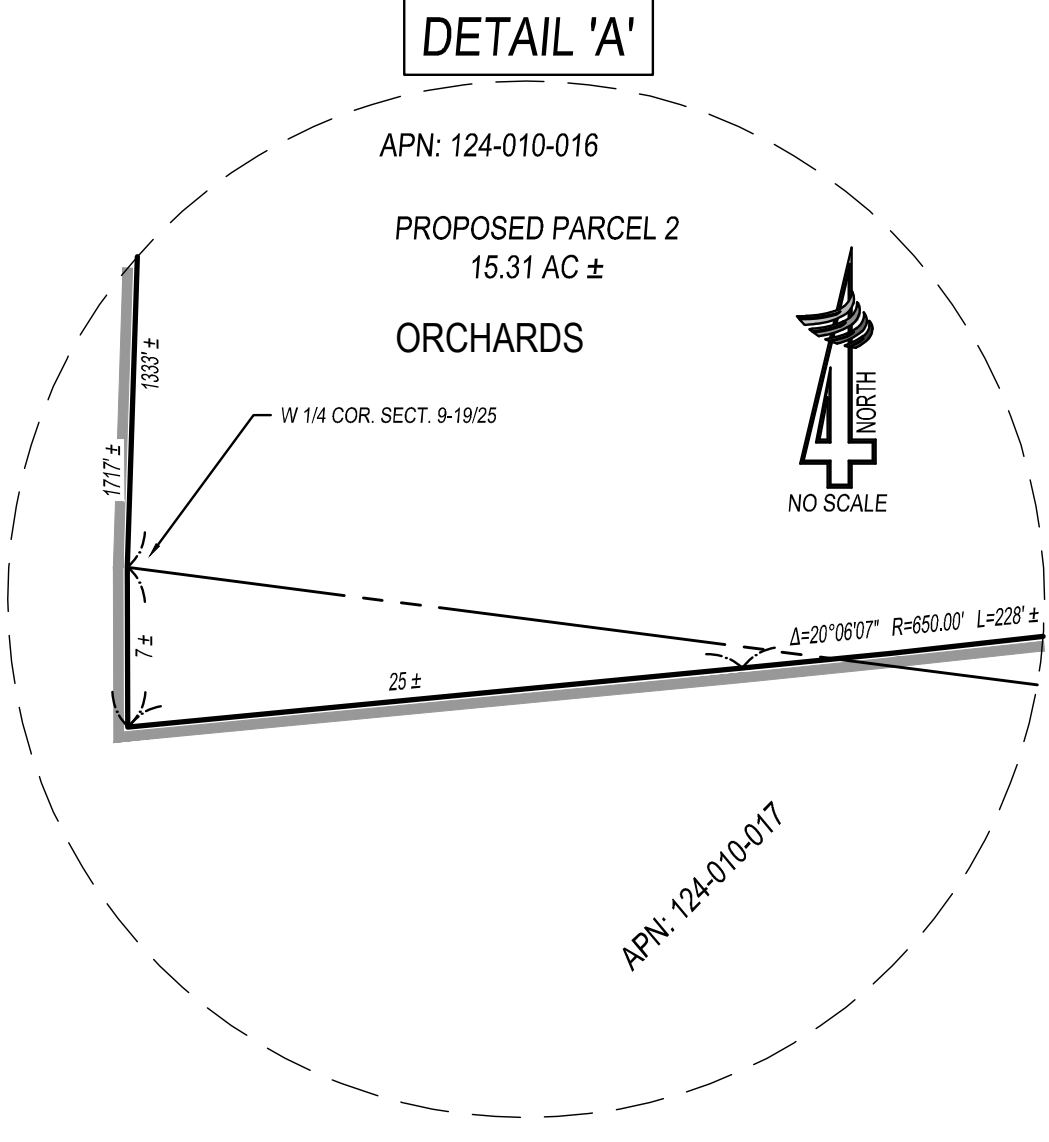 DETAIL 'A'
APN: 124-010-016
PROPOSED PARCEL 2
15.31 AC ±
ORCHARDS
1333' ±
W 1/4 COR. SECT. 9-19/25
1717' ±
4
NORTH
NO SCALE
Δ=20°06'07" R=650.00' L=228' ±
7 ±
25 ±
APN: 124-010-017